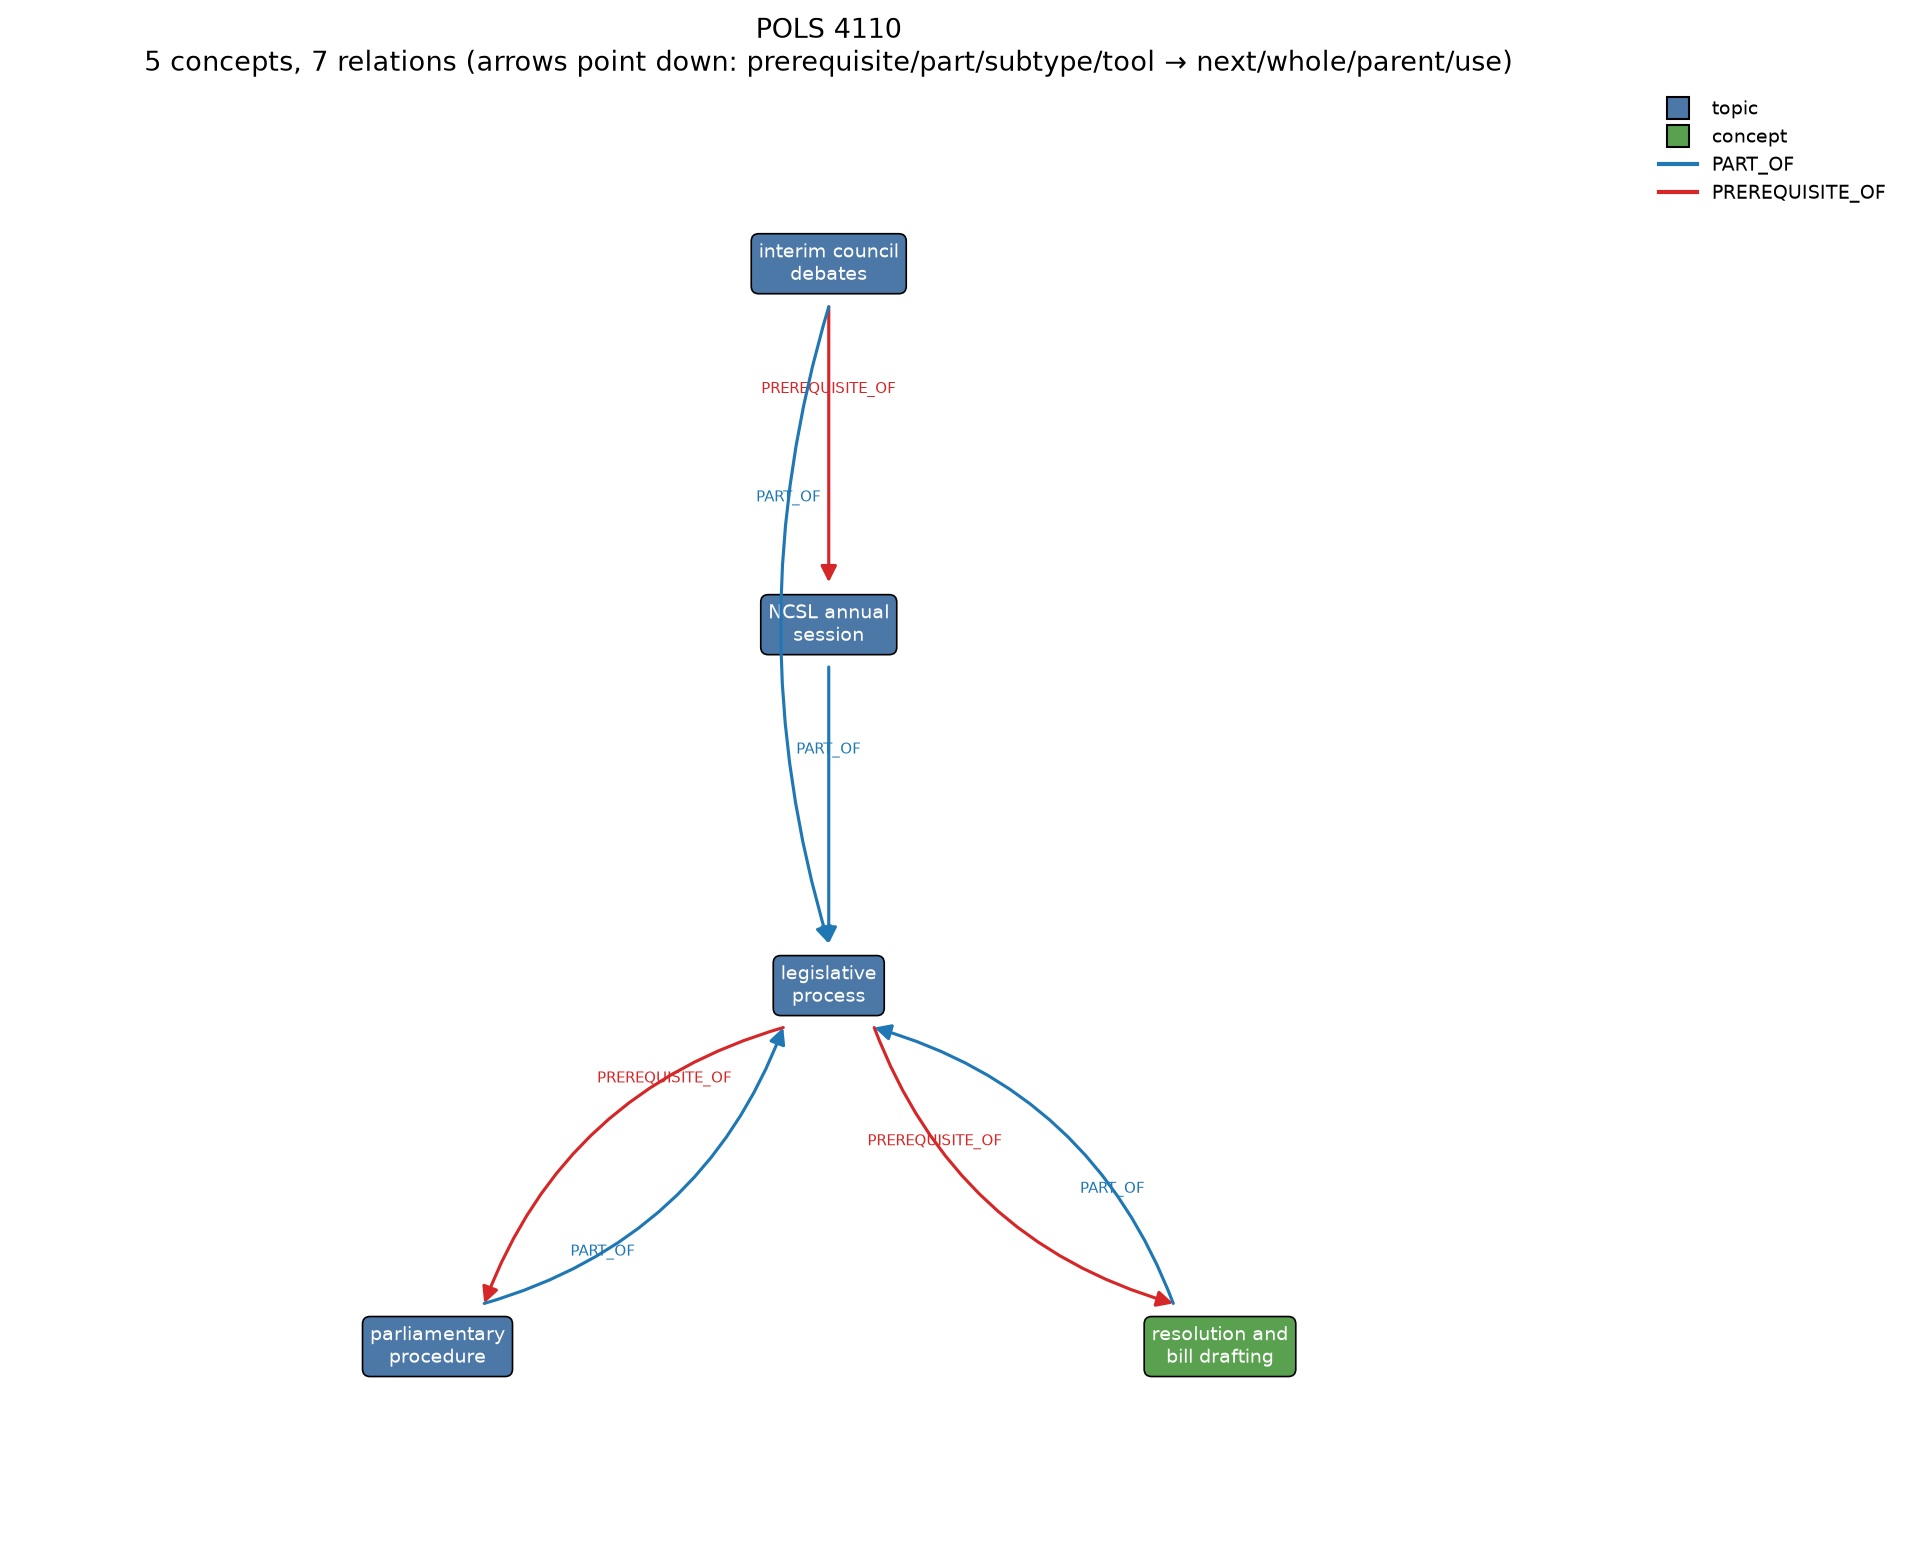 POLS 4110
5 concepts, 7 relations (arrows point down: prerequisite/part/subtype/tool → next/whole/parent/use)
topic
concept
PART_OF
PREREQUISITE_OF
interim council
debates
PREREQUISITE_OF
PART_OF
NCSL annual
session
PART_OF
legislative
process
PREREQUISITE_OF
PREREQUISITE_OF
PART_OF
PART_OF
parliamentary
procedure
resolution and
bill drafting